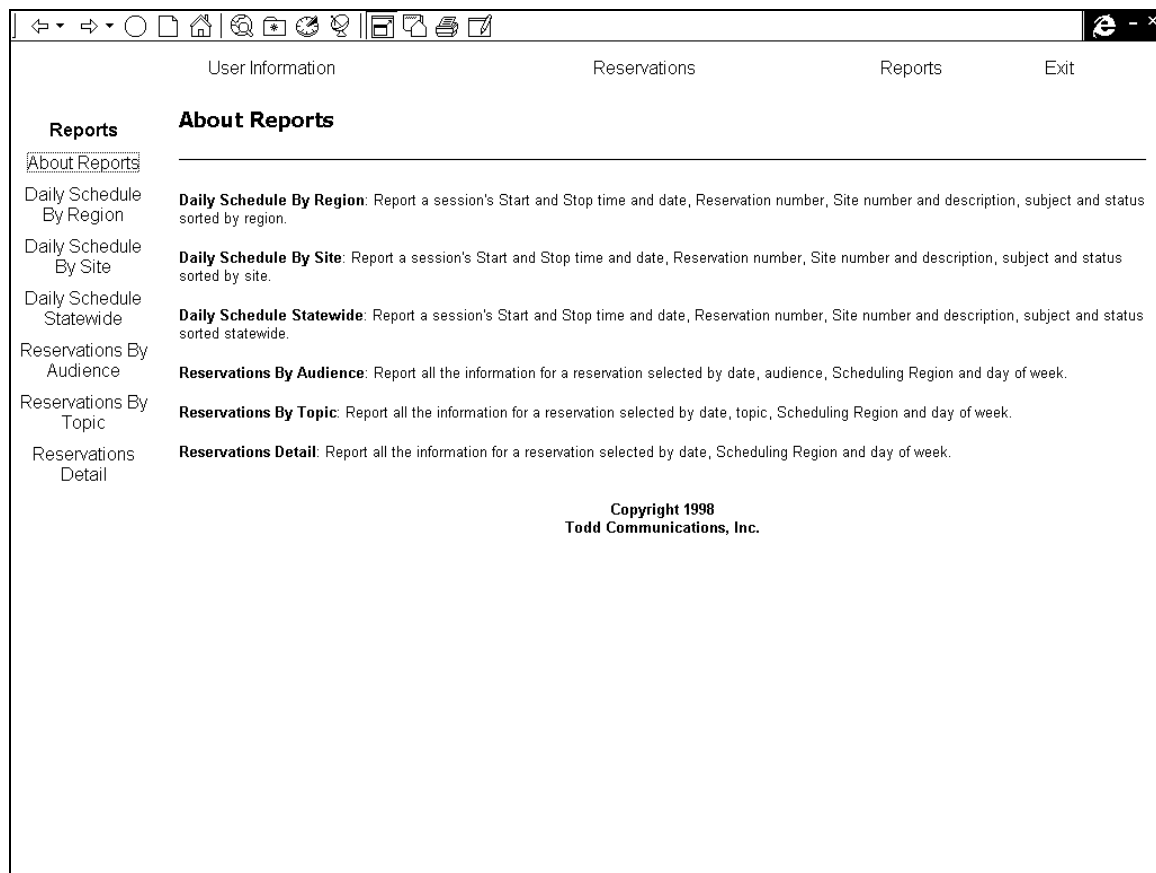 User Information Reservations Reports Exit
Reports
About Reports
Daily Schedule
By Region
Daily Schedule
By Site
Daily Schedule
Statewide
Reservations By
Audience
Reservations By
Topic
Reservations
Detail
About Reports
Daily Schedule By Region: Report a session's Start and Stop time and date, Reservation number, Site number and description, subject and status
sorted by region.
Daily Schedule By Site: Report a session's Start and Stop time and date, Reservation number, Site number and description, subject and status
sorted by site.
Daily Schedule Statewide: Report a session's Start and Stop time and date, Reservation number, Site number and description, subject and status
sorted statewide.
Reservations By Audience: Report all the information for a reservation selected by date, audience, Scheduling Region and day of week.
Reservations By Topic: Report all the information for a reservation selected by date, topic, Scheduling Region and day of week.
Reservations Detail: Report all the information for a reservation selected by date, Scheduling Region and day of week.
Copyright 1998
Todd Communications, Inc.